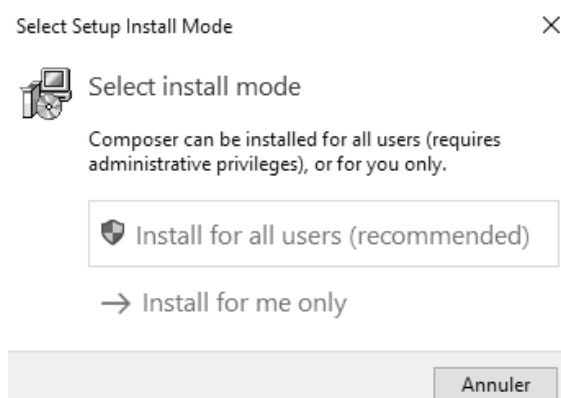 Select Setup Install Mode
Select install mode
Composer can be installed for all users (requires
administrative privileges), or for you only.
Install for all users (recommended)
Install for me only
Annuler